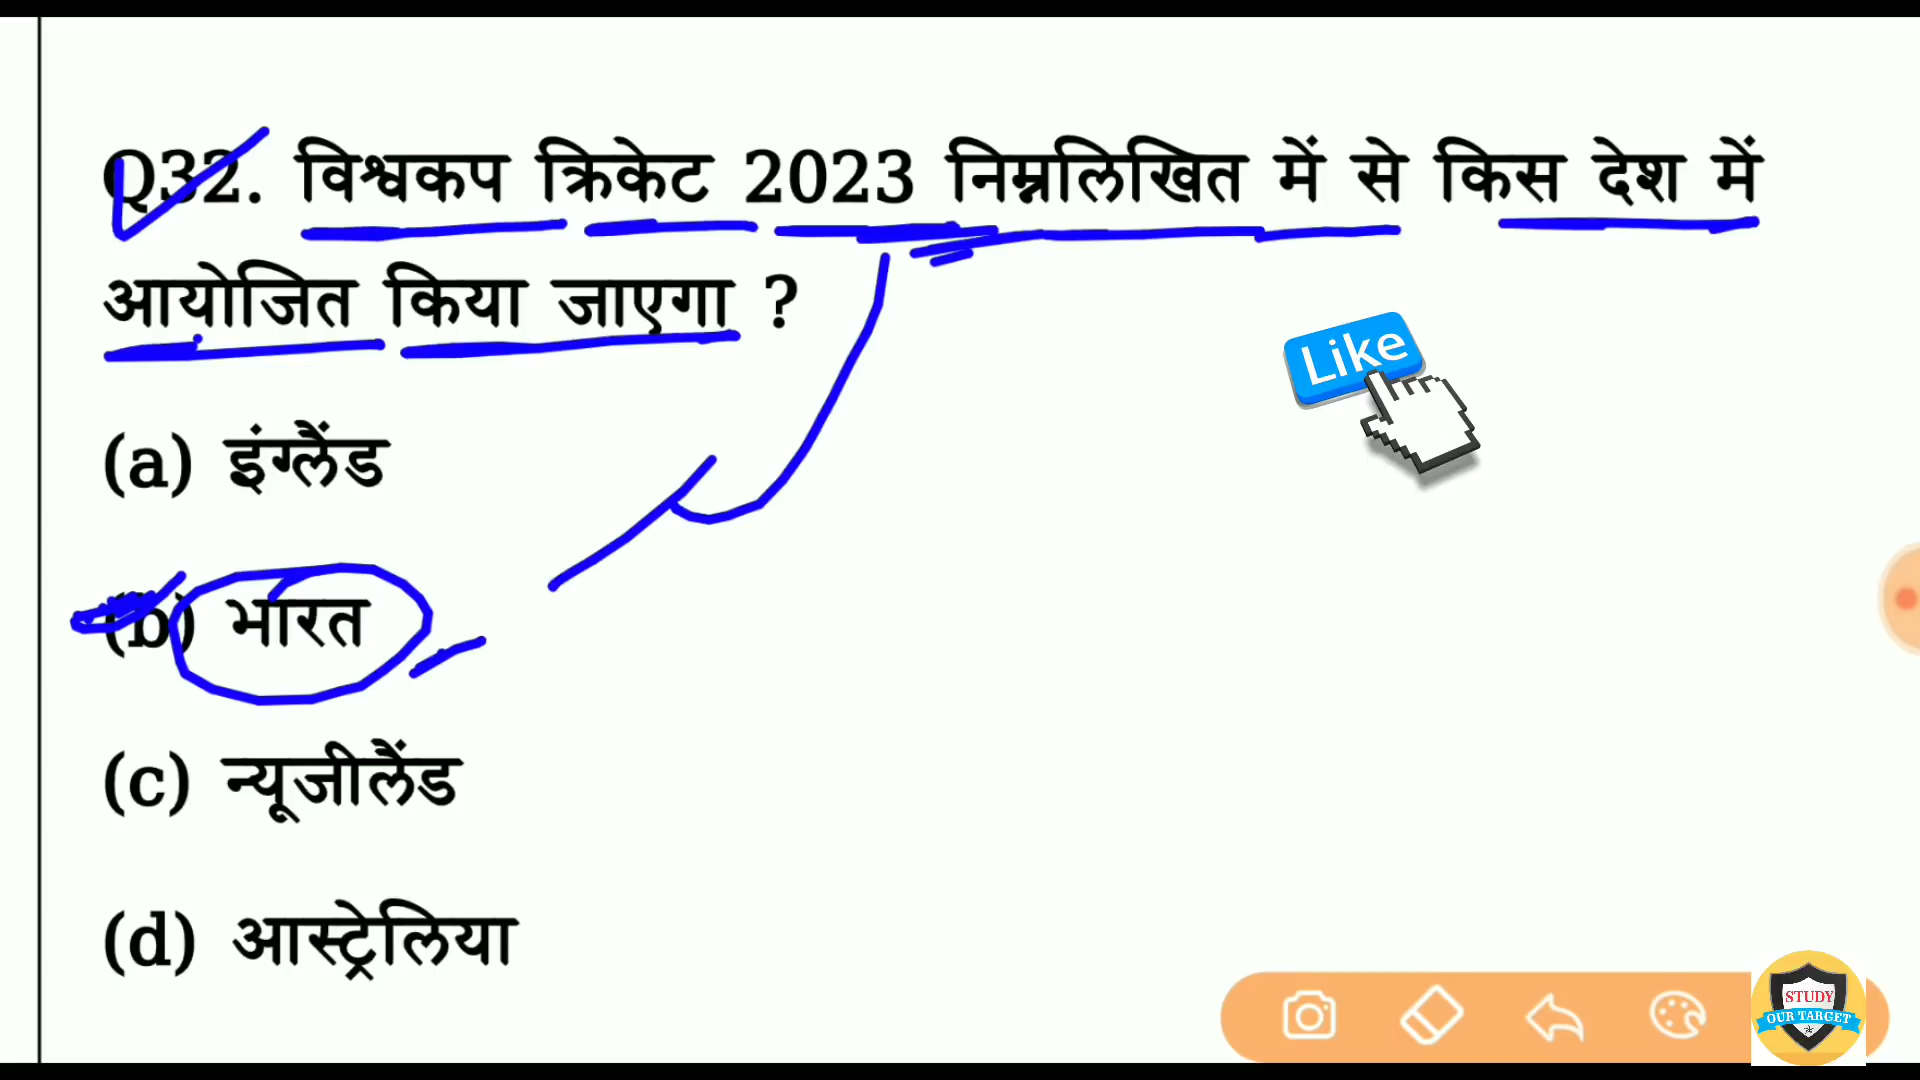 Q32. विश्वकप क्रिकेट 2023 निम्नलिखित में से किस देश में
आयोजित किया जाएगा ?
Like
(a) इंग्लैंड
(b) भारत
(c) न्यूजीलैंड
(d) आस्ट्रेलिया
STUDY
OUR TARGET